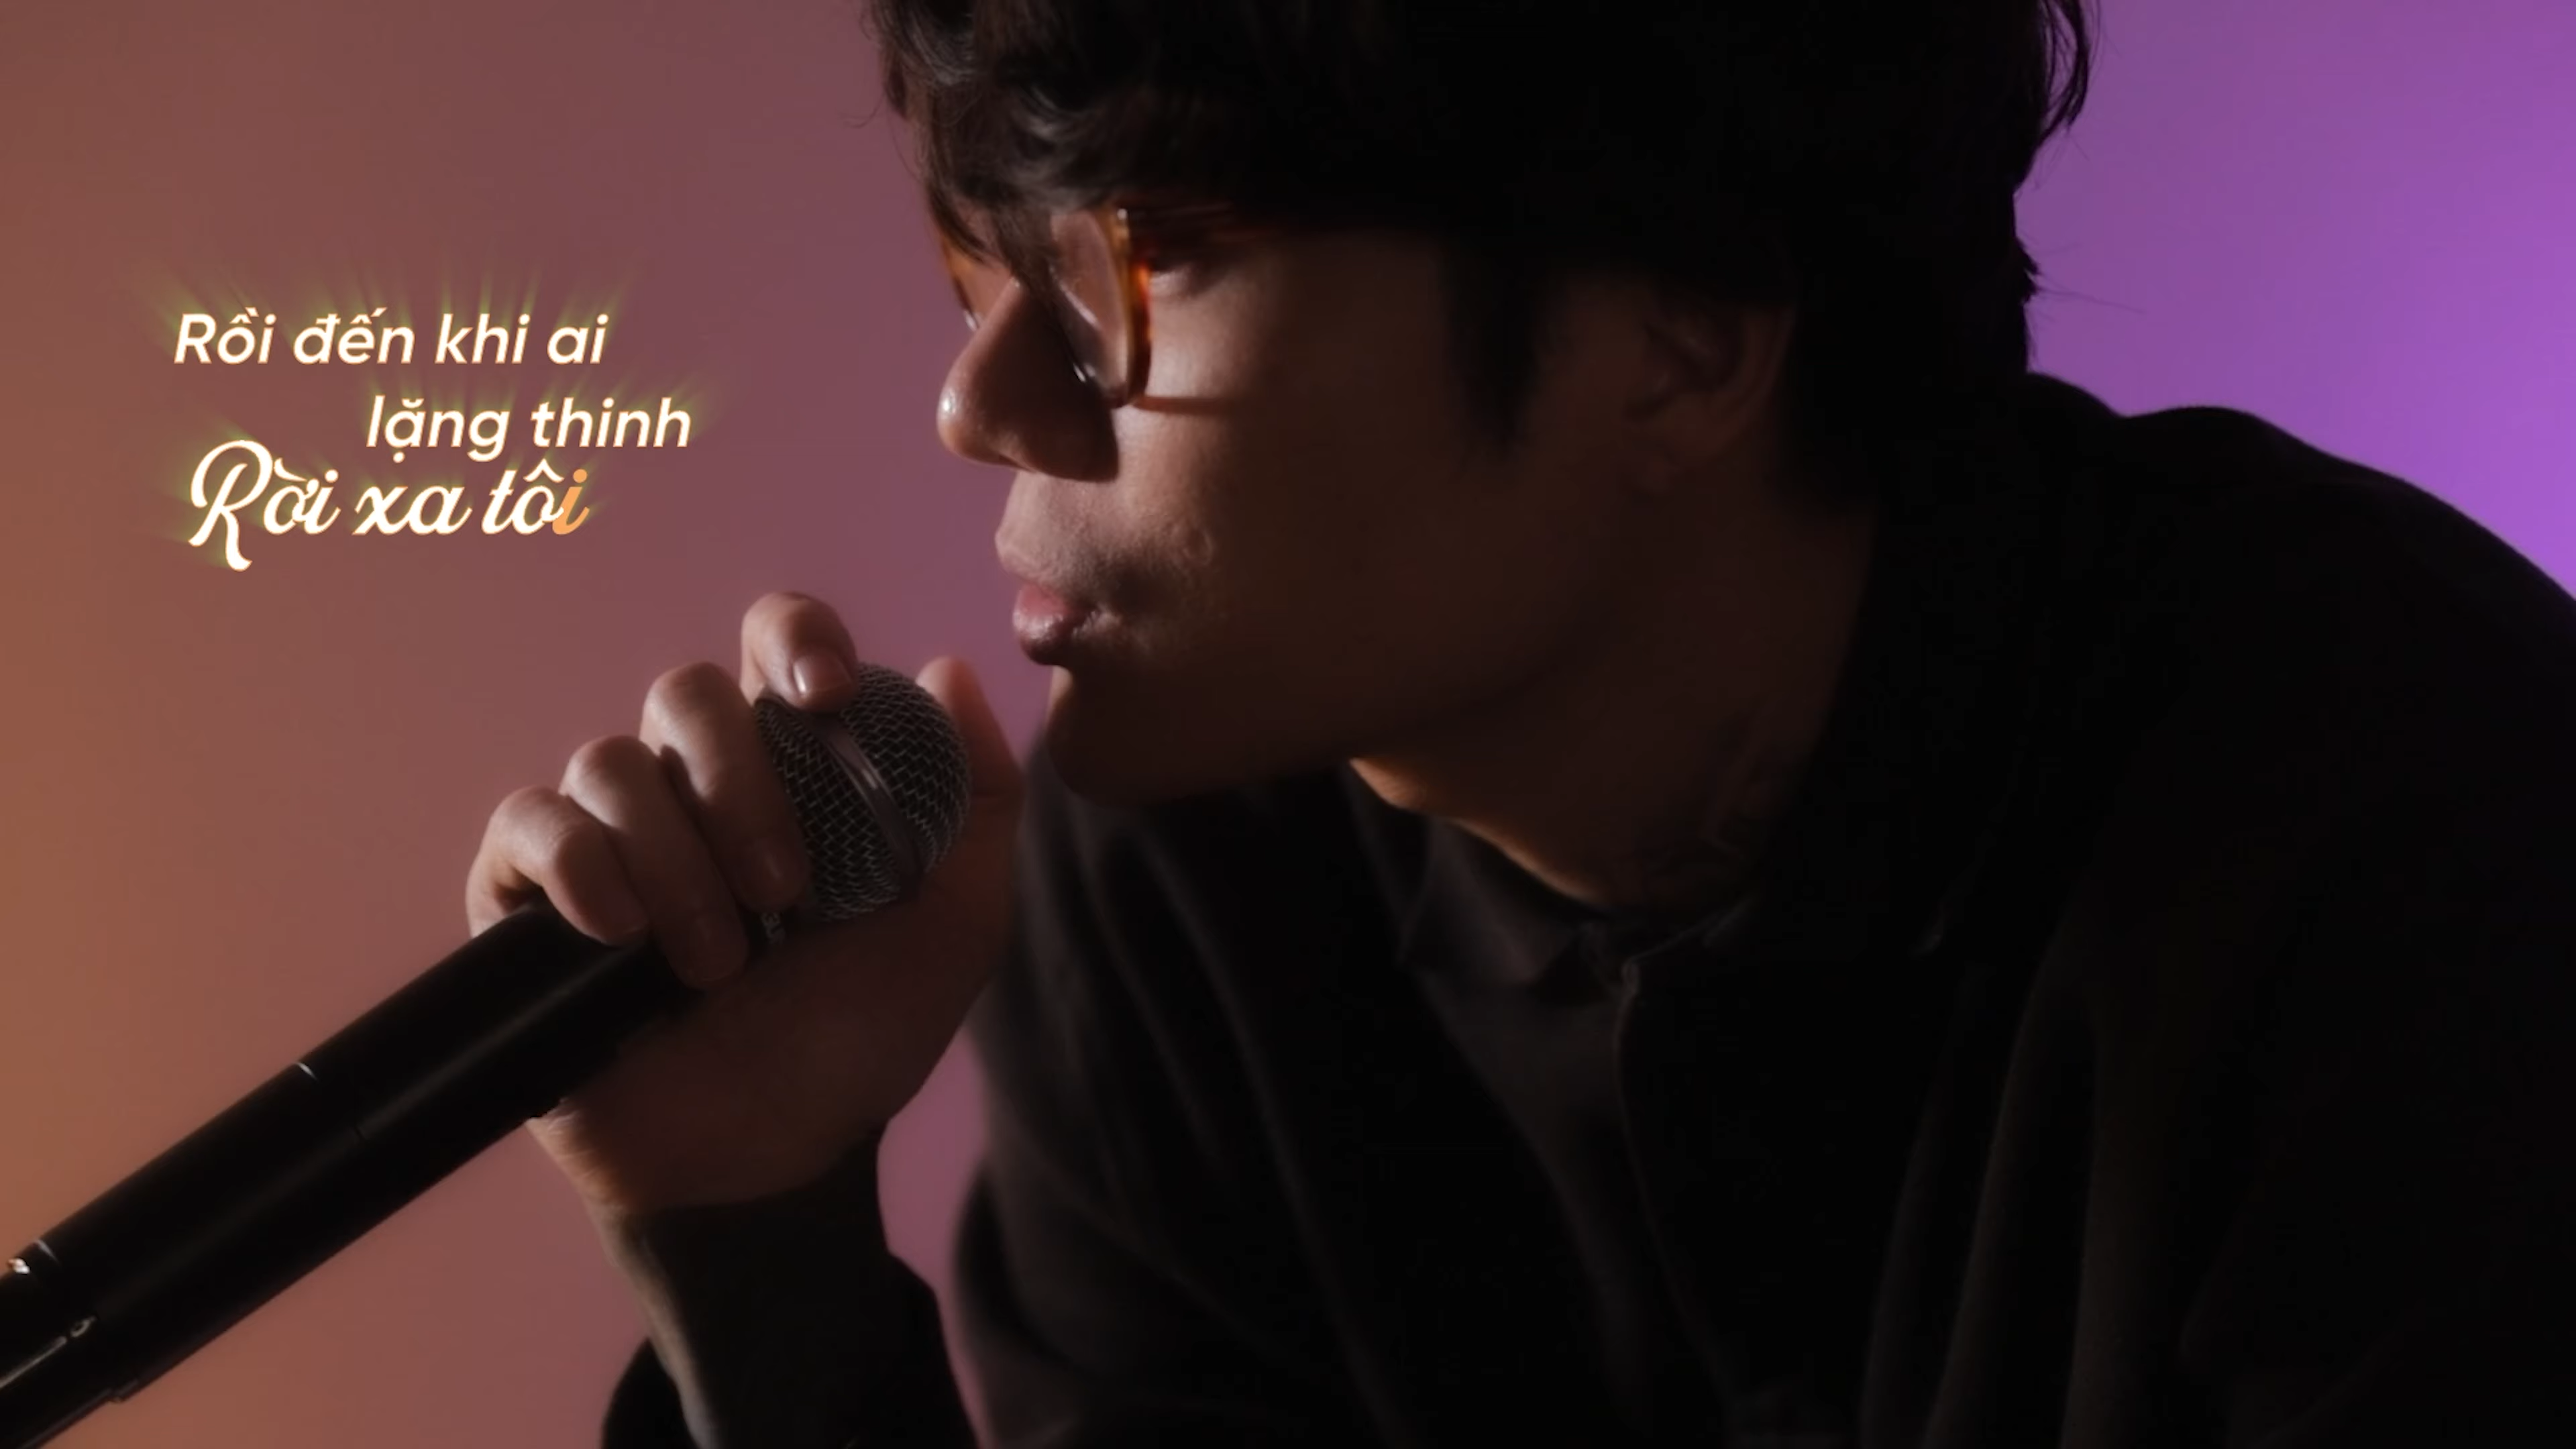 Rồi đến khi ai
lặng thinh
Rời xa tôi